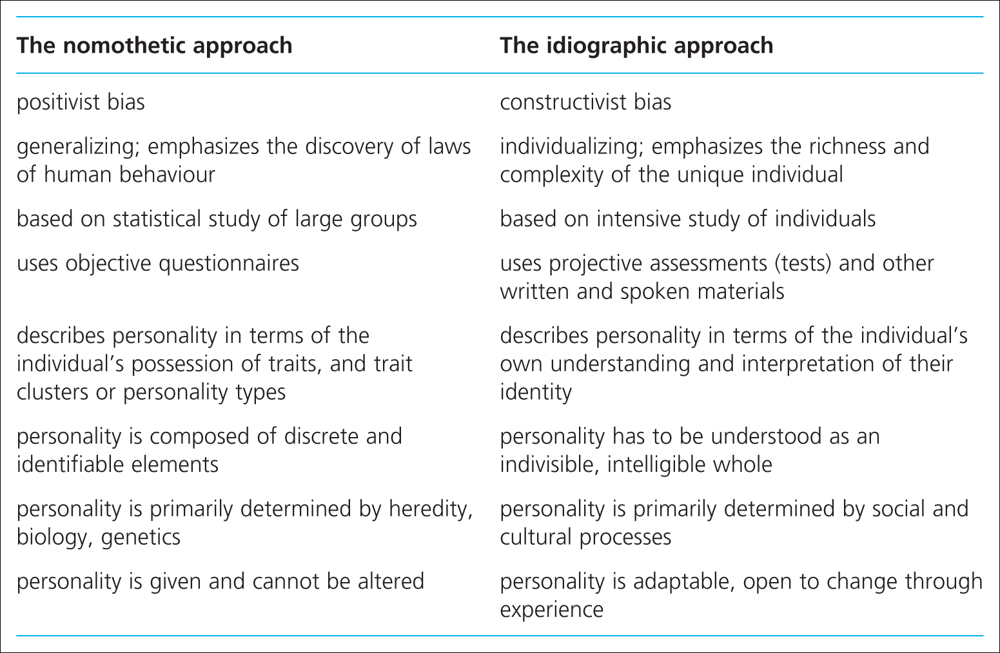 The nomothetic approach
The idiographic approach
positivist bias
constructivist bias
generalizing; emphasizes the discovery of laws
of human behaviour
individualizing; emphasizes the richness and
complexity of the unique individual
based on statistical study of large groups
based on intensive study of individuals
uses objective questionnaires
uses projective assessments (tests) and other
written and spoken materials
describes personality in terms of the
individual’s possession of traits, and trait
clusters or personality types
describes personality in terms of the individual’s
own understanding and interpretation of their
identity
personality is composed of discrete and
identifiable elements
personality has to be understood as an
indivisible, intelligible whole
personality is primarily determined by heredity,
biology, genetics
personality is primarily determined by social and
cultural processes
personality is given and cannot be altered
personality is adaptable, open to change through
experience